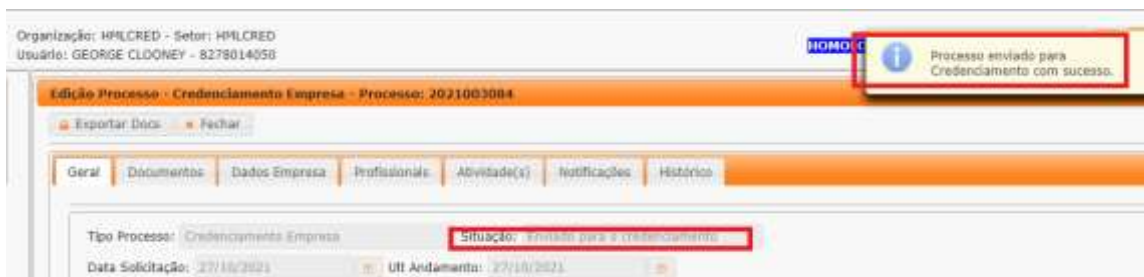 Organização: HMLCRED - Setor: HMLCRED
Usuário: GEORGE CLOONEY - 8278014050
HOMOLO
Processo enviado para
Credenciamento com sucesso.
Edição Processo - Credenciamento Empresa - Processo: 2021003084
Exportar Docs Fechar
Geral Documentos Dados Empresa Profissionais Atividade(s) Notificações Histórico
Tipo Processo: Credenciamento Empresa Situação: Enviado para o credenciamento
Data Solicitação: 27/10/2021 Ult Andamento: 27/10/2021